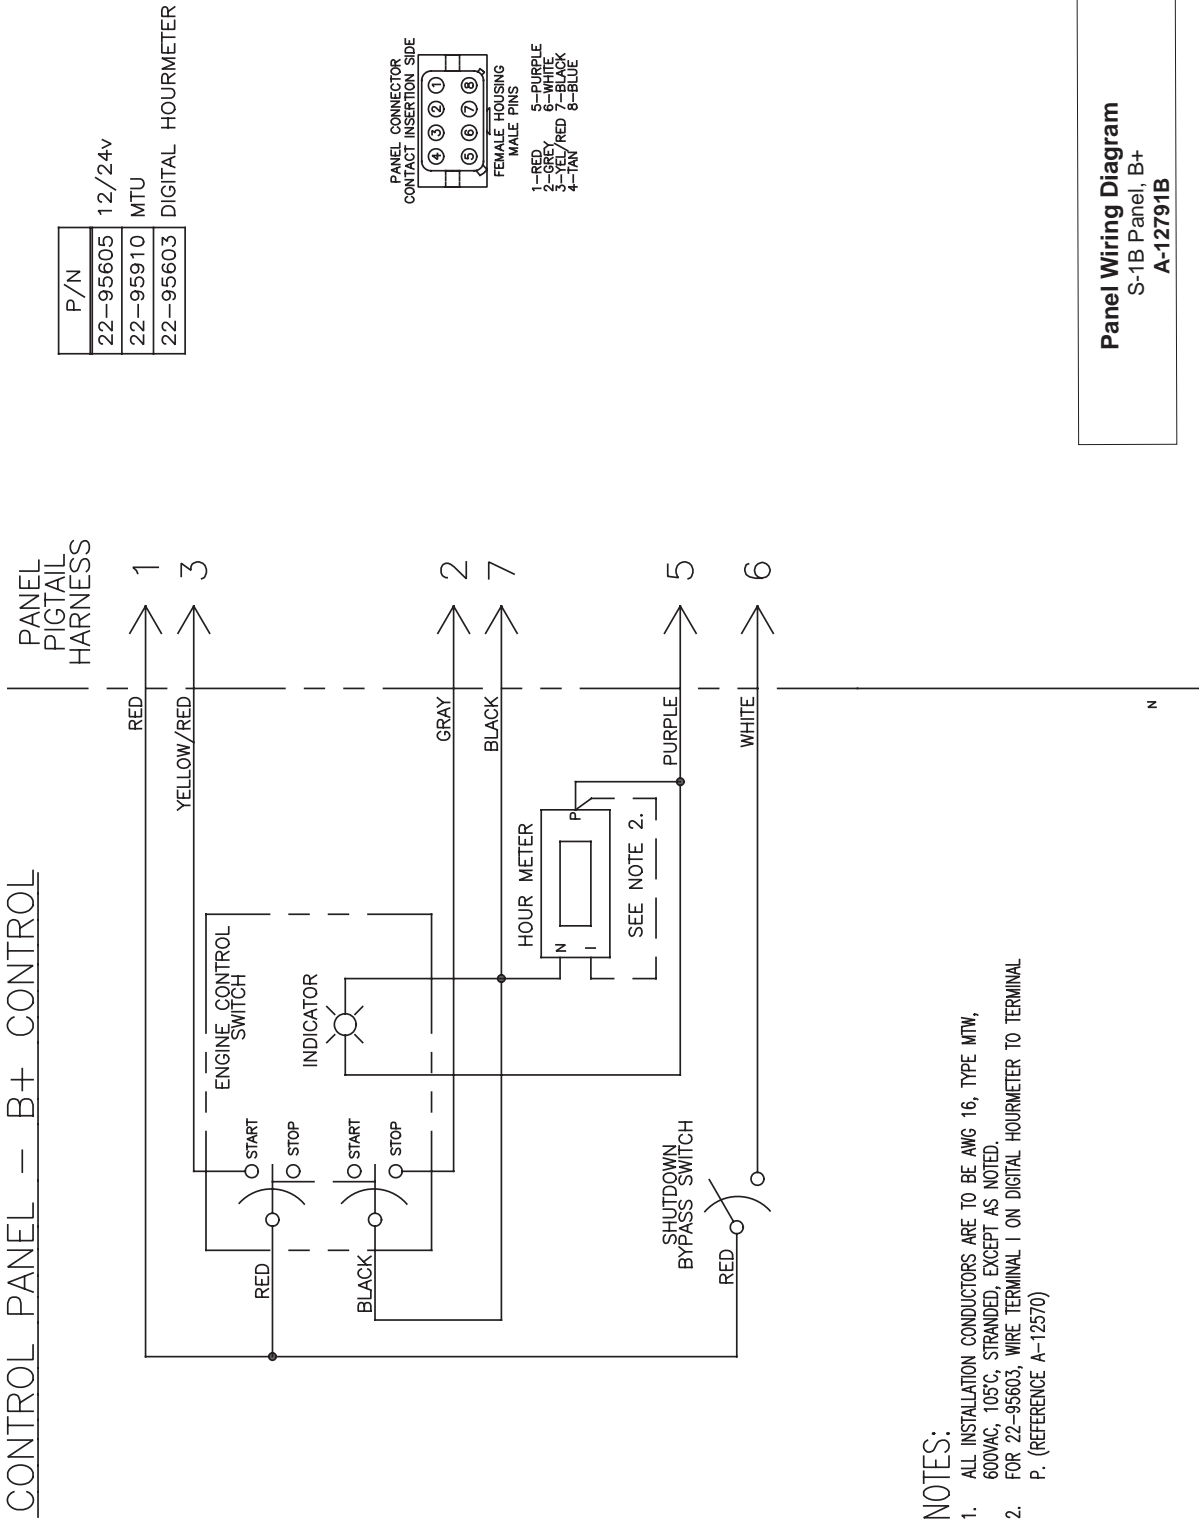 CONTROL PANEL - B+ CONTROL
PANEL
PIGTAIL
HARNESS
P/N
22-95605 12/24v
22-95910 MTU
22-95603 DIGITAL HOURMETER
RED
1
YELLOW/RED
3
ENGINE CONTROL
SWITCH
START
STOP
RED
INDICATOR
START
STOP
BLACK
GRAY
2
BLACK
7
HOUR METER
N
I
P
SEE NOTE 2.
PURPLE
5
SHUTDOWN
BYPASS SWITCH
RED
WHITE
6
PANEL CONNECTOR
CONTACT INSERTION SIDE
4 3 2 1
5 6 7 8
FEMALE HOUSING
MALE PINS
1-RED 5-PURPLE
2-GREY 6-WHITE
3-YEL/RED 7-BLACK
4-TAN 8-BLUE
NOTES:
1. ALL INSTALLATION CONDUCTORS ARE TO BE AWG 16, TYPE MTW,
600VAC, 105°C, STRANDED, EXCEPT AS NOTED.
2. FOR 22-95603, WIRE TERMINAL I ON DIGITAL HOURMETER TO TERMINAL
P. (REFERENCE A-12570)
N
Panel Wiring Diagram
S-1B Panel, B+
A-12791B